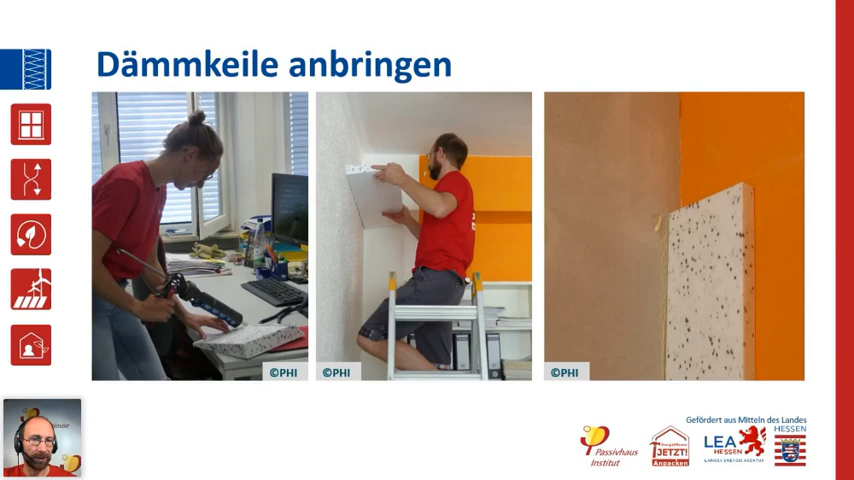 Dämmkeile anbringen
©PHI
©PHI
©PHI
Gefördert aus Mitteln des Landes
HESSEN
Passivhaus
Institut
JETZT!
Anpacken
LEA
HESSEN
LANDES ENERGIE AGENTUR